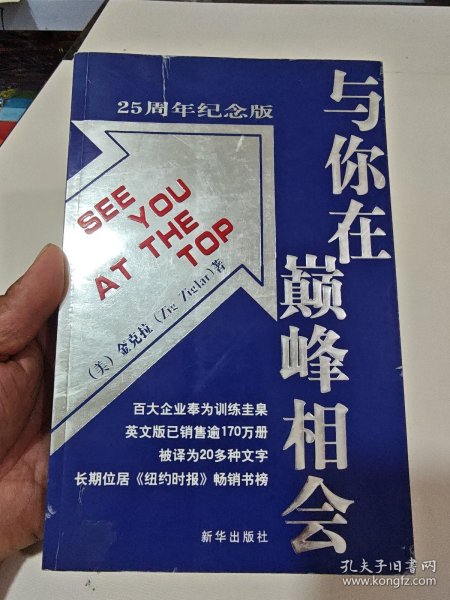 25周年纪念版
与你在
巅峰相会
SEE
YOU
AT THE
TOP
（美）金克拉（Zig Ziglar）著
百大企业奉为训练圭臬
英文版已销售逾170万册
被译为20多种文字
长期位居《纽约时报》畅销书榜
新华出版社
孔夫子旧书网
www.kongfz.com